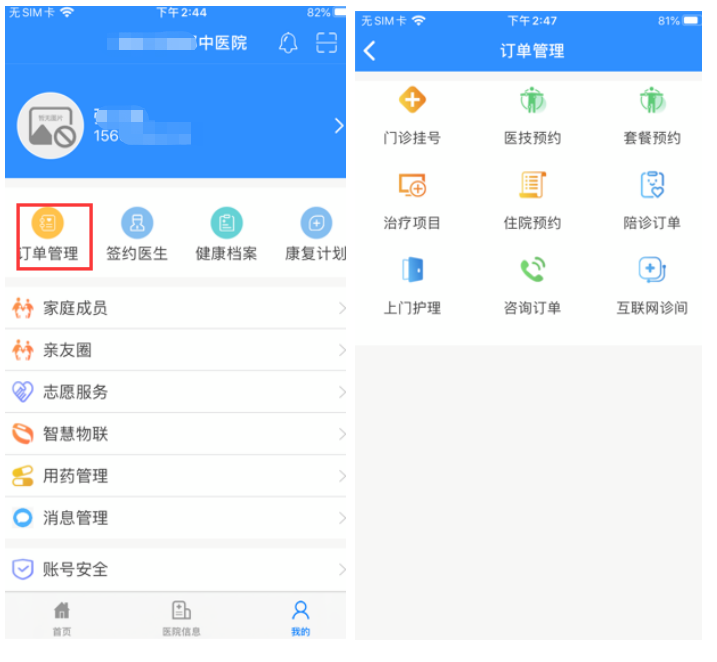 无SIM卡 下午2:44 82%
中医院
暂无图片
156
订单管理 签约医生 健康档案 康复计划
家庭成员
亲友圈
志愿服务
智慧物联
用药管理
消息管理
账号安全
首页 医院信息 我的
无SIM卡 下午2:47 81%
订单管理
门诊挂号 医技预约 套餐预约
治疗项目 住院预约 陪诊订单
上门护理 咨询订单 互联网诊间